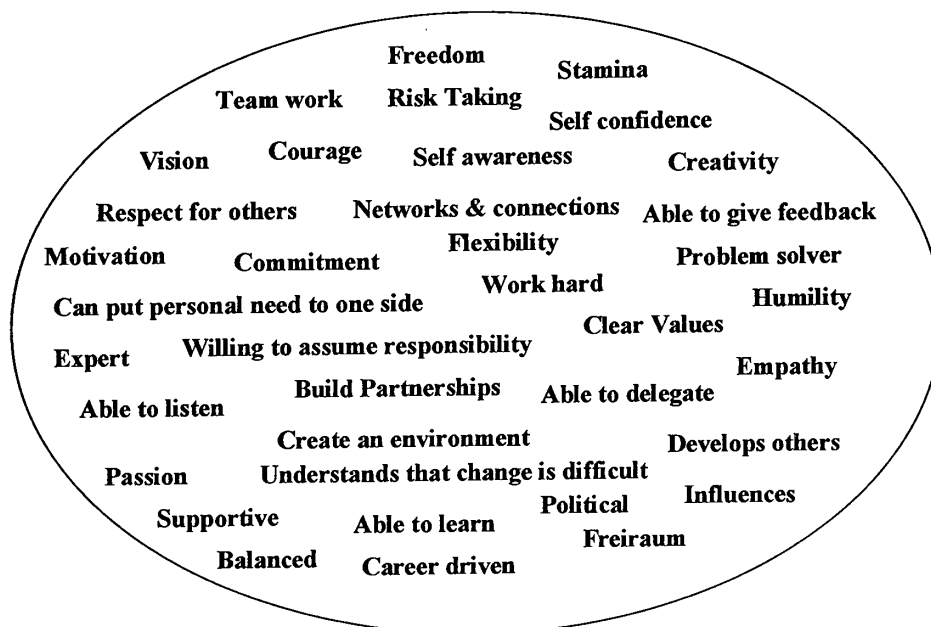 Freedom
Stamina
Team work
Risk Taking
Self confidence
Vision
Courage
Self awareness
Creativity
Respect for others
Networks & connections
Able to give feedback
Motivation
Commitment
Flexibility
Problem solver
Work hard
Can put personal need to one side
Humility
Clear Values
Expert
Willing to assume responsibility
Empathy
Build Partnerships
Able to delegate
Able to listen
Create an environment
Develops others
Passion
Understands that change is difficult
Political
Influences
Supportive
Able to learn
Freiraum
Balanced
Career driven